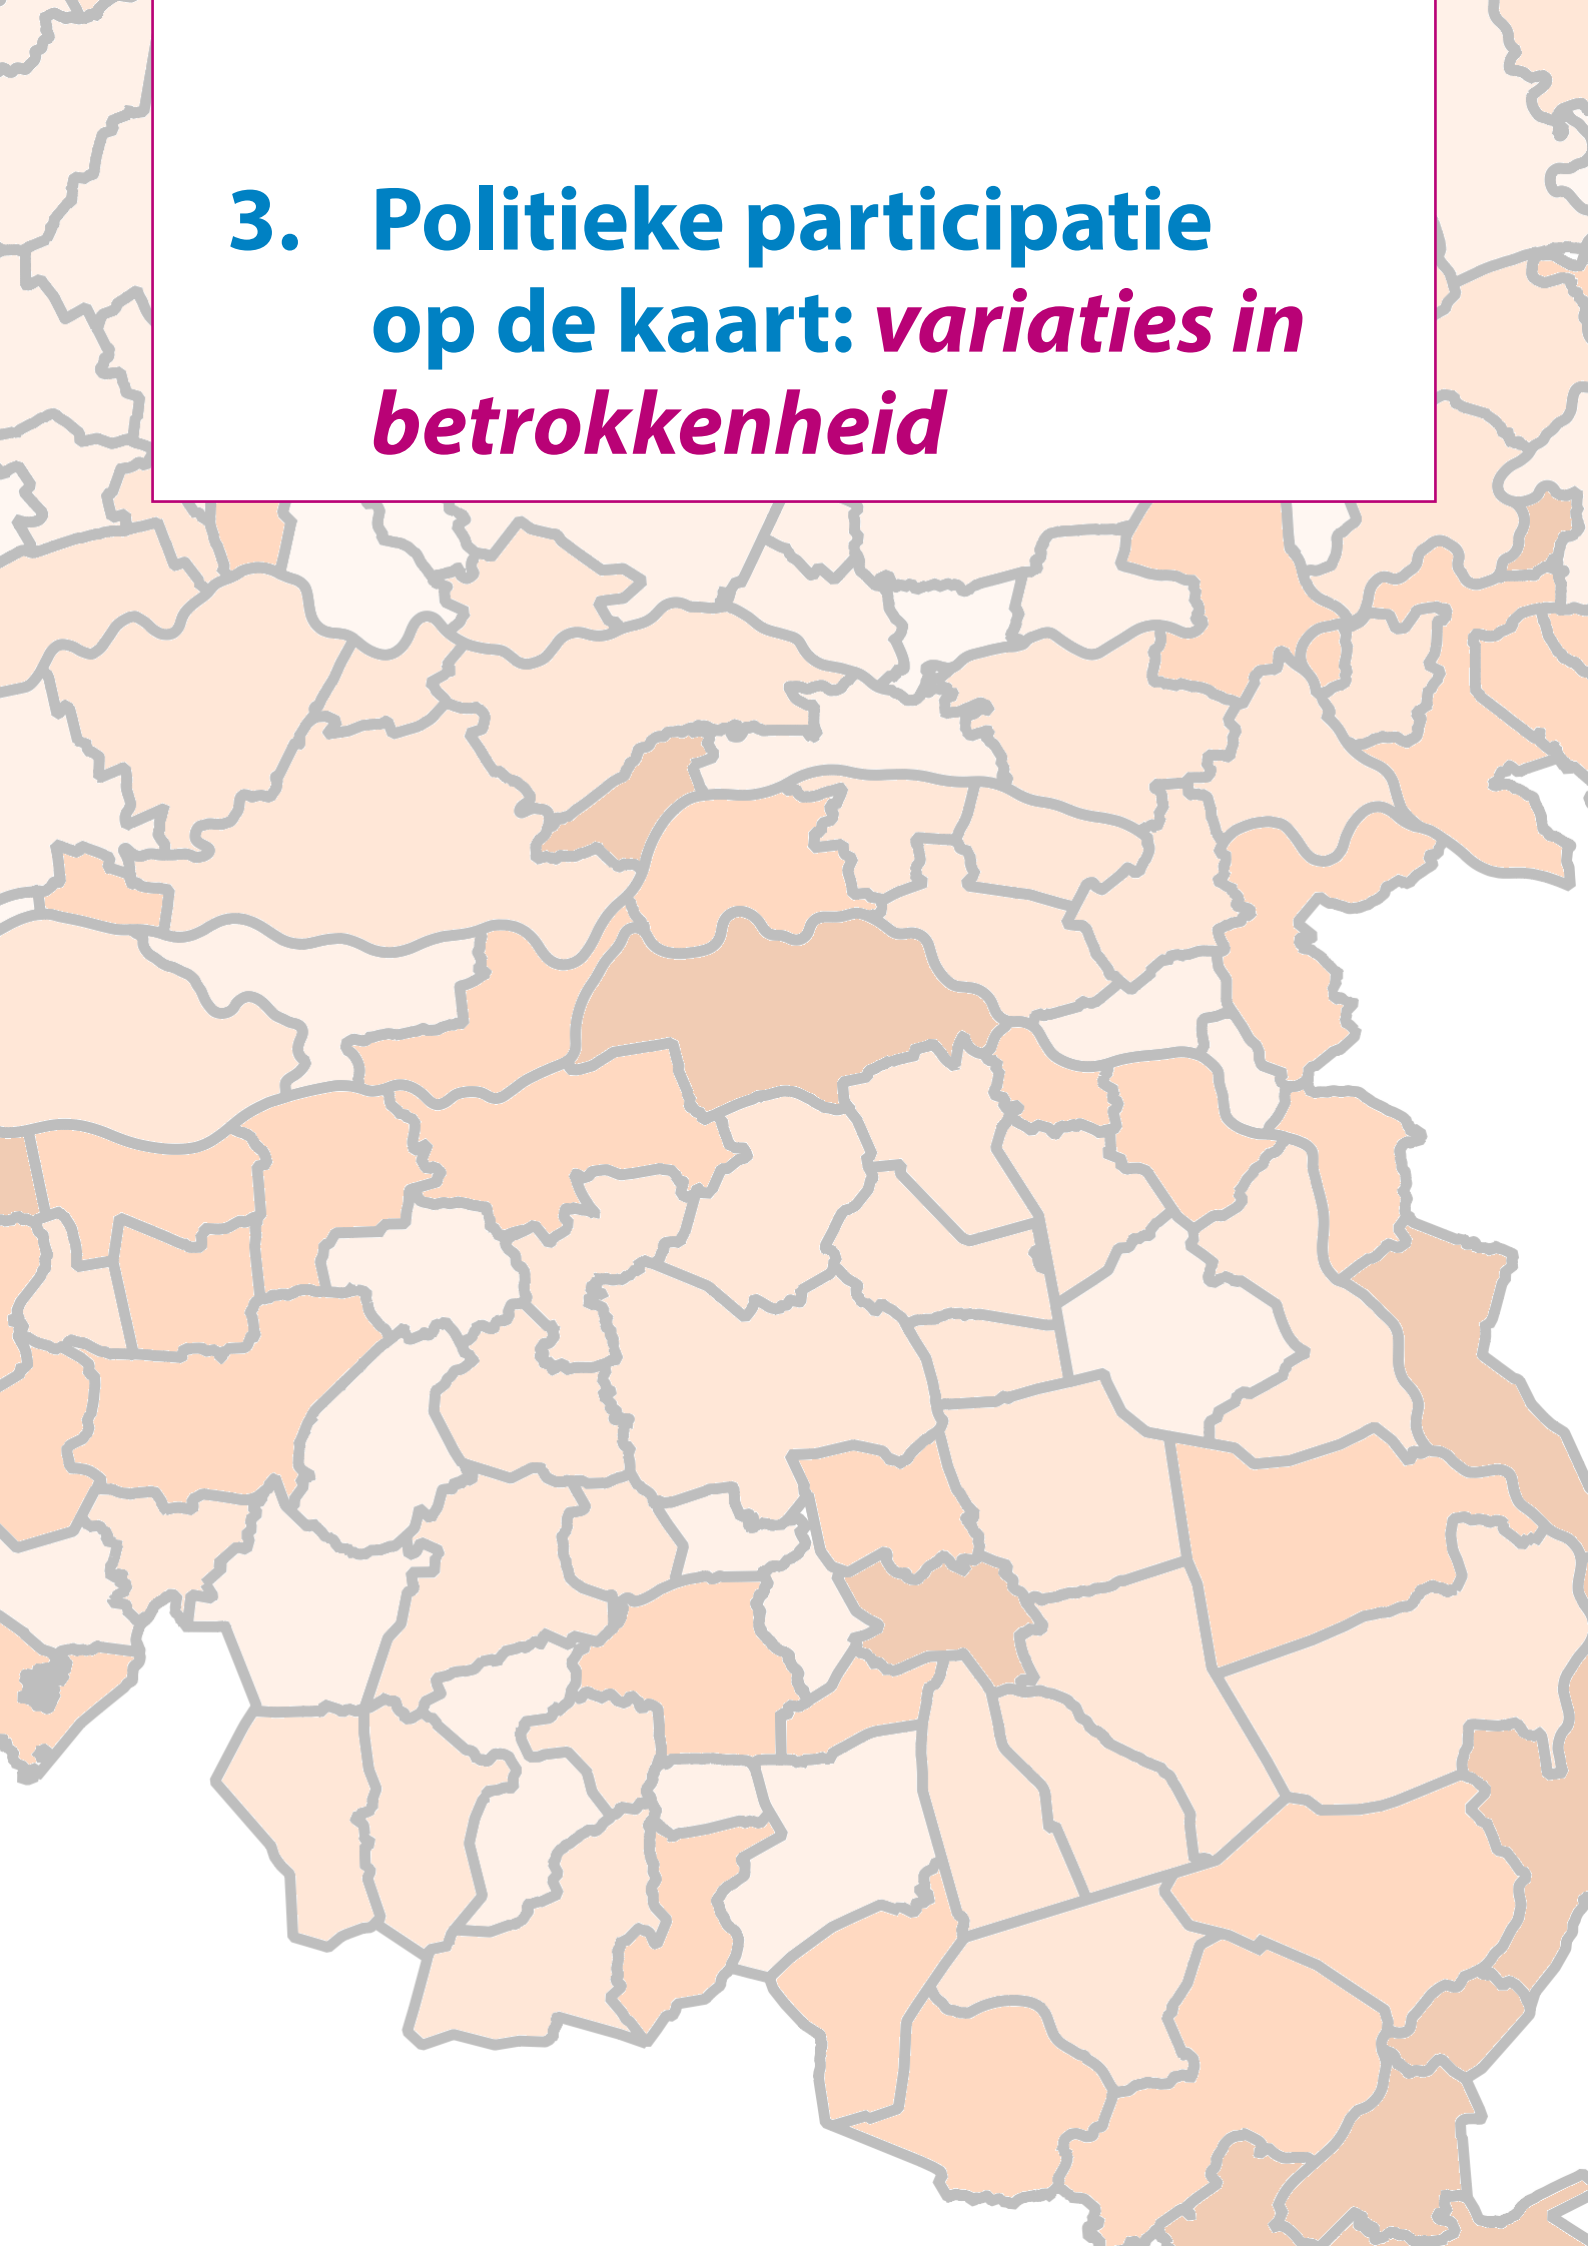 3. Politieke participatie
op de kaart: variaties in
betrokkenheid